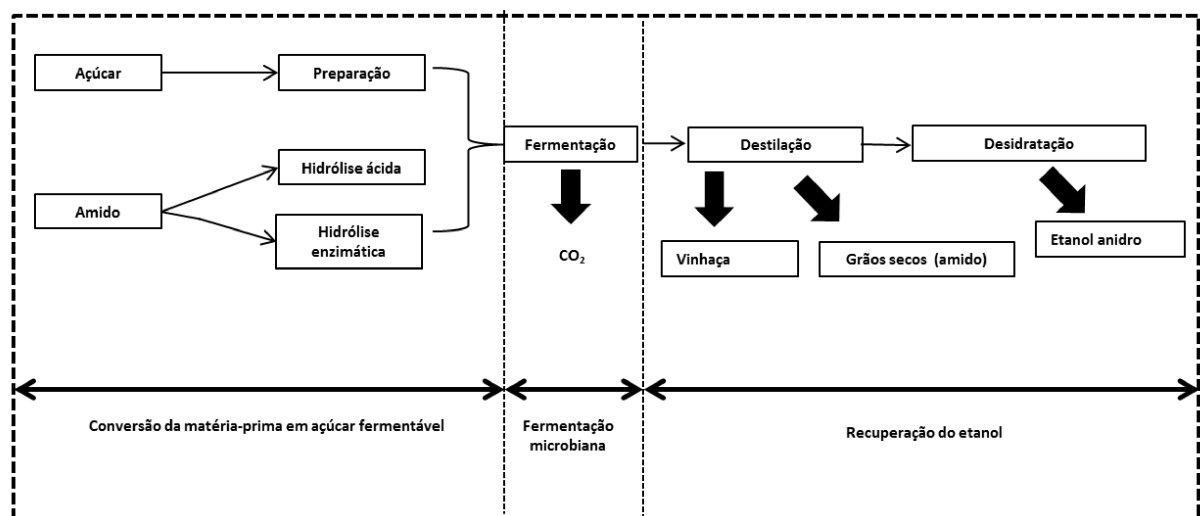 Açúcar
Preparação
Hidrólise ácida
Amido
Hidrólise
enzimática
Fermentação
CO₂
Destilação
Desidratação
Vinhaça
Grãos secos (amido)
Etanol anidro
Conversão da matéria-prima em açúcar fermentável
Fermentação
microbiana
Recuperação do etanol